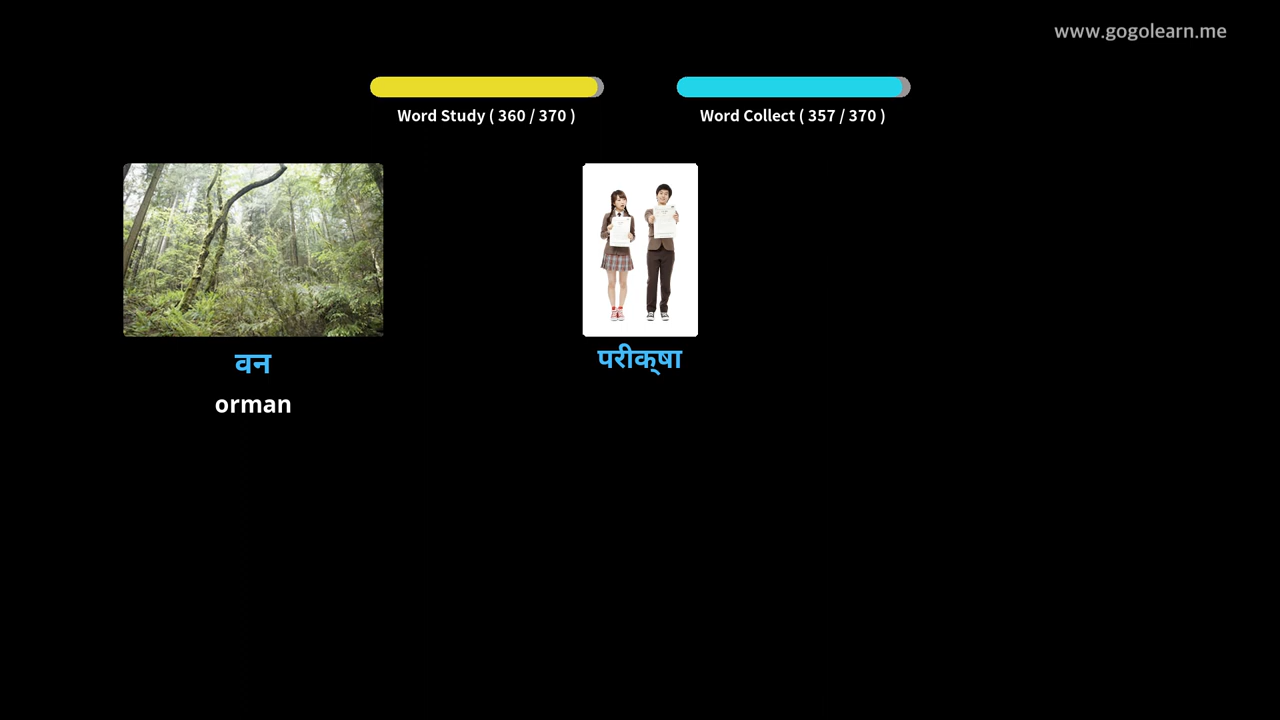 www.gogolearn.me
Word Study ( 360 / 370 )
Word Collect ( 357 / 370 )
वन
orman
परीक्षा